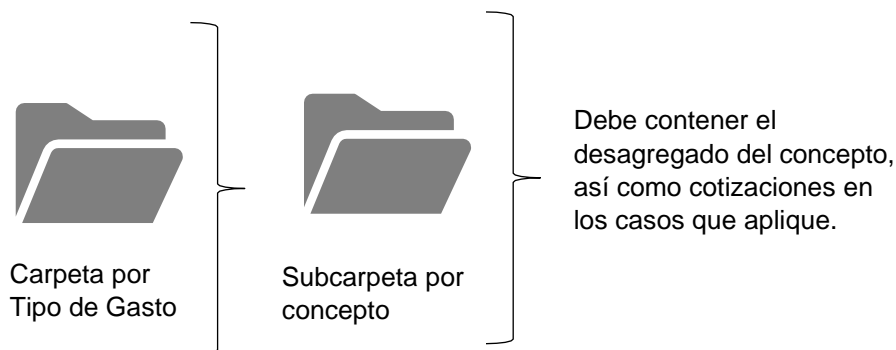 Carpeta por
Tipo de Gasto
Subcarpeta por
concepto
Debe contener el
desagregado del concepto,
así como cotizaciones en
los casos que aplique.